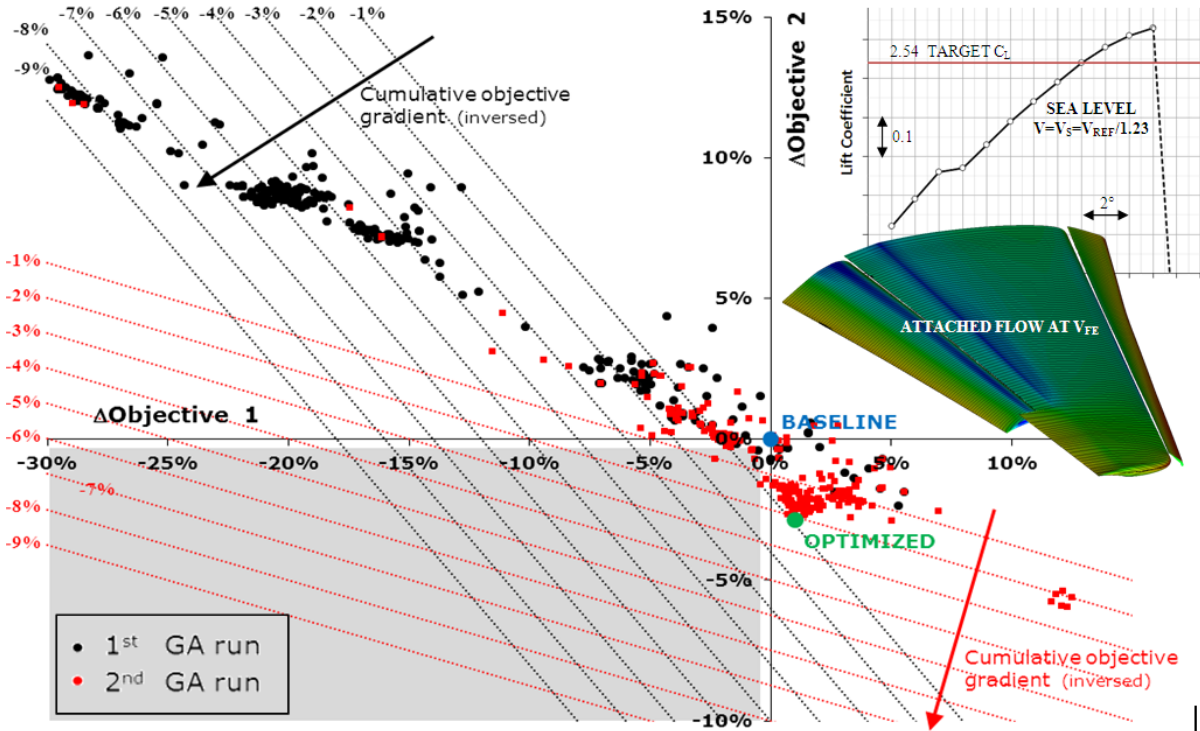 -9%
-8%
-7%
-6%
-5%
-4%
-3%
-2%
-1%
Cumulative objective
gradient (inversed)
15%
10%
5%
0%
-5%
-10%
ΔObjective 2
2.54 TARGET CL
Lift Coefficient
0.1
SEA LEVEL
V=VS=VREF/1.23
2°
ATTACHED FLOW AT VFE
-1%
-2%
-3%
-4%
-5%
-6%
-7%
-8%
-9%
ΔObjective 1
BASELINE
-30%
-25%
-20%
-15%
-10%
-5%
0%
5%
10%
OPTIMIZED
1st GA run
2nd GA run
Cumulative objective
gradient (inversed)